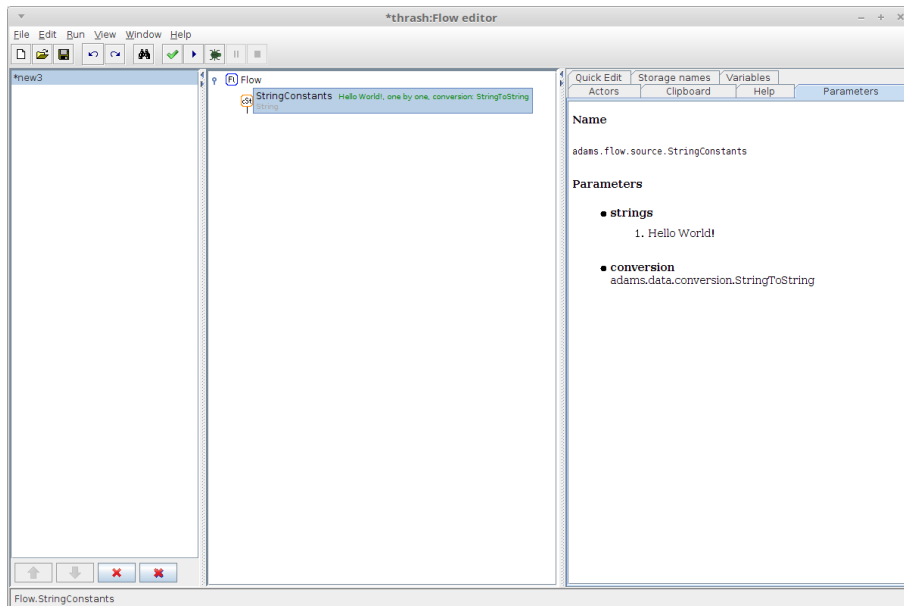 *thrash:Flow editor
File Edit Run View Window Help
*new3
Fl Flow
cSt StringConstants Hello World!, one by one, conversion: StringToString
String
Quick Edit Storage names Variables
Actors Clipboard Help Parameters
Name
adams.flow.source.StringConstants
Parameters
● strings
1. Hello World!
● conversion
adams.data.conversion.StringToString
Flow.StringConstants